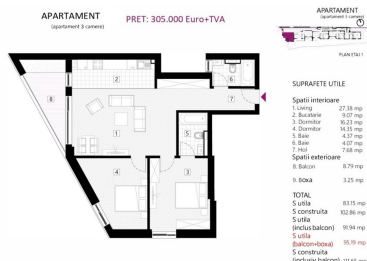 APARTAMENT
(apartament 3 camere)
PRET: 305.000 Euro+TVA
APARTAMENT
(apartament 3 camere)
PLAN ETAJ 1
2
6
8
7
1
5
4
3
SUPRAFETE UTILE
Spatii interioare
1. Living 27.38 mp
2. Bucatarie 9.07 mp
3. Dormitor 16.23 mp
4. Dormitor 14.35 mp
5. Baie 4.37 mp
6. Baie 4.07 mp
7. Hol 7.68 mp
Spatii exterioare
8. Balcon 8.79 mp
9. boxa 3.25 mp
TOTAL
S utila 83.15 mp
S construita 102.86 mp
S utila
(inclus balcon) 91.94 mp
S utila
(balcon+boxa) 95.19 mp
S construita